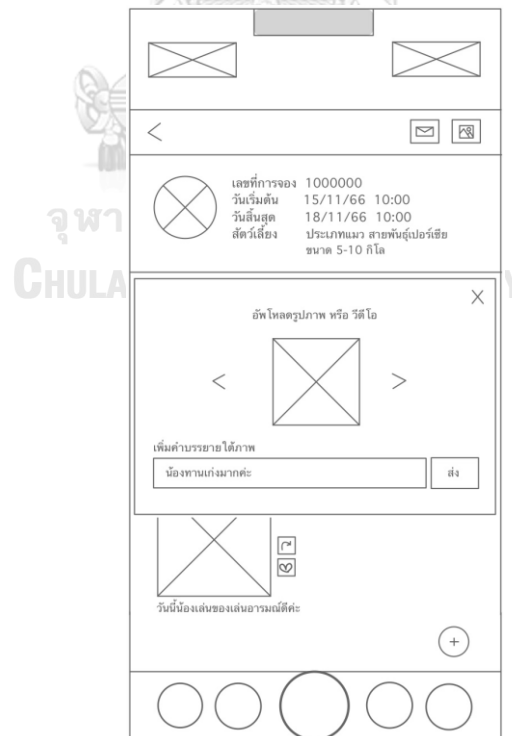 เลขที่การจอง 1000000
วันเริ่มต้น 15/11/66 10:00
วันสิ้นสุด 18/11/66 10:00
สัตว์เลี้ยง ประเภทแมว สายพันธุ์เปอร์เซีย
ขนาด 5-10 กิโล
จุฬา
CHULA
X
อัพโหลดรูปภาพ หรือ วีดีโอ
เพิ่มคำบรรยายใต้ภาพ
น้องทานเก่งมากค่ะ ส่ง
วันนี้น้องเล่นของเล่นอารมณ์ดีค่ะ